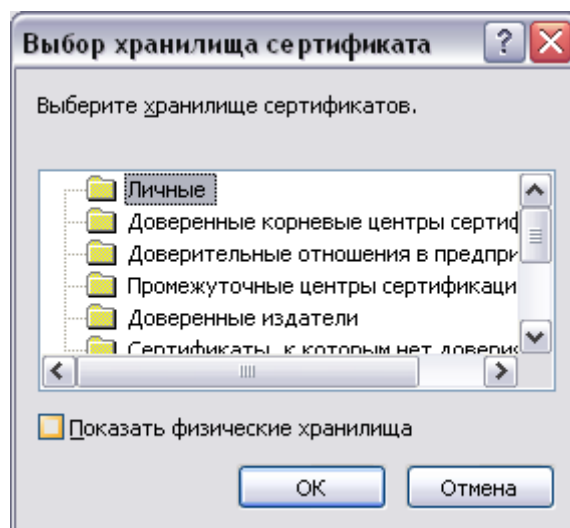 Выбор хранилища сертификата
Выберите хранилище сертификатов.
Личные
Доверенные корневые центры сертиф
Доверительные отношения в предпри
Промежуточные центры сертификаци
Доверенные издатели
Сертификаты, к которым нет довери
Показать физические хранилища
ОК Отмена